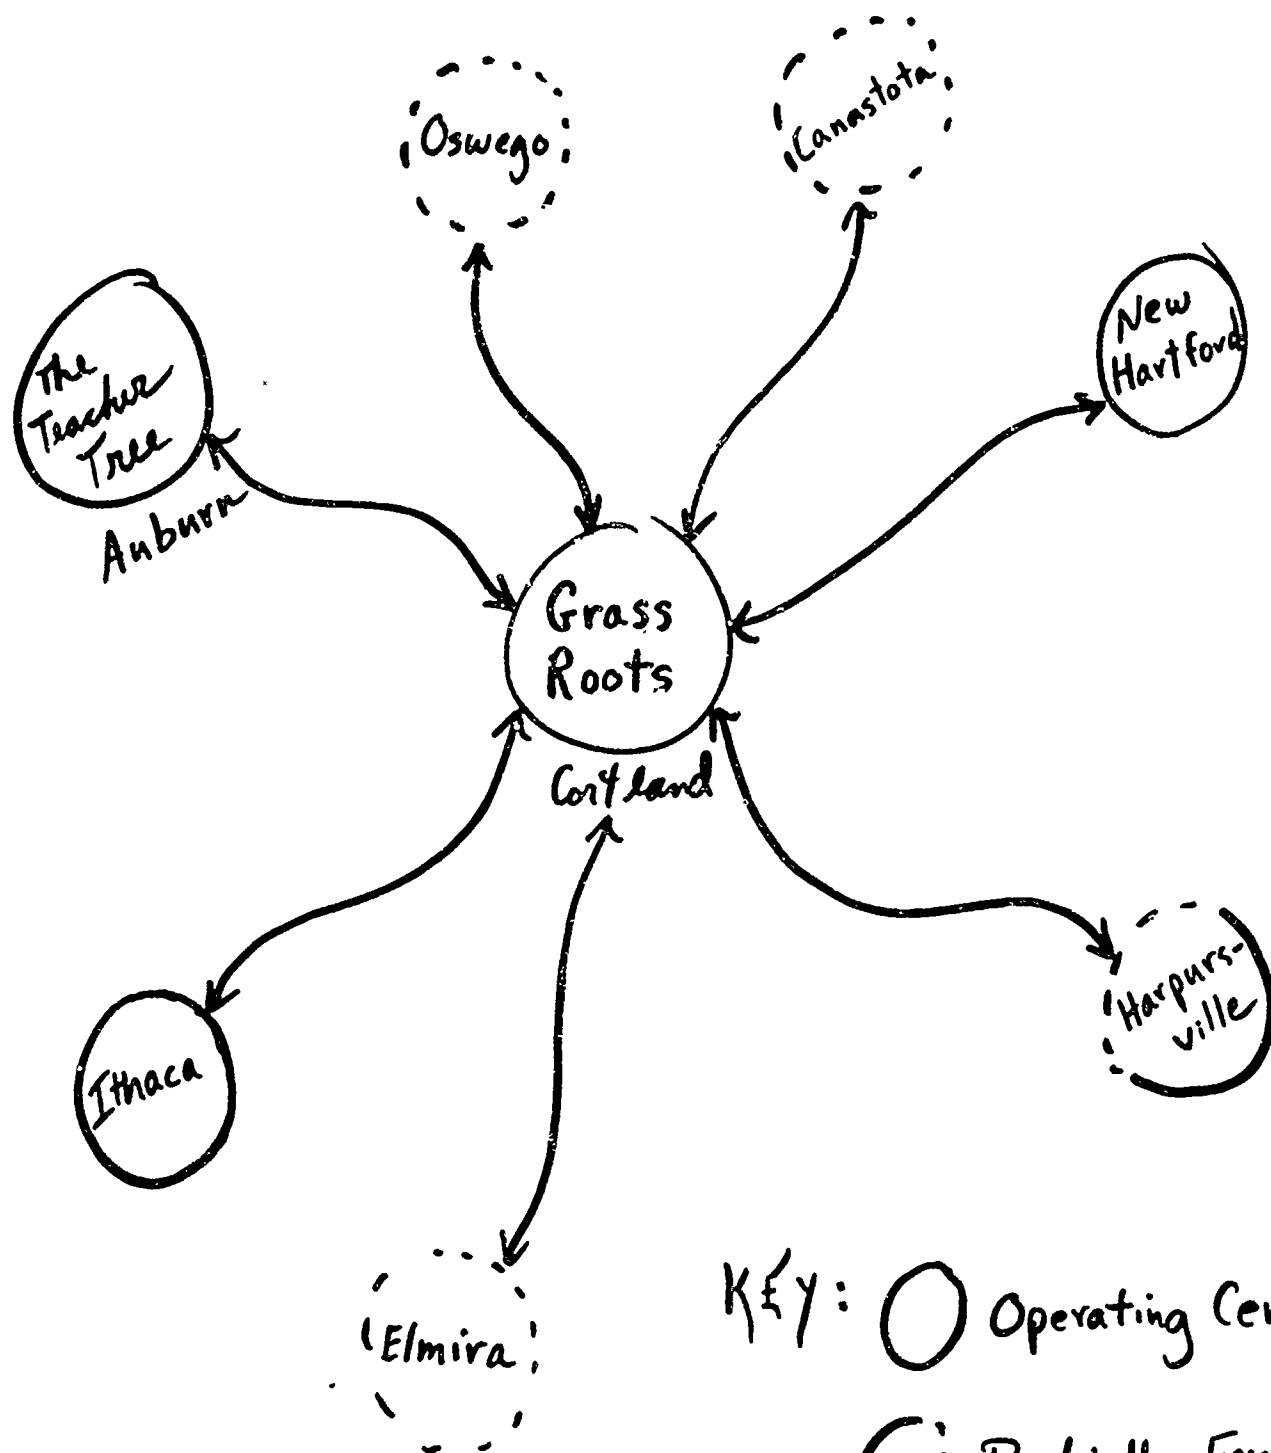 Oswego
Canastota
New
Hartford
The
Teacher
Tree
Auburn
Grass
Roots
Cortland
Harpurs-
ville
Ithaca
Elmira
KEY:
Operating Cen